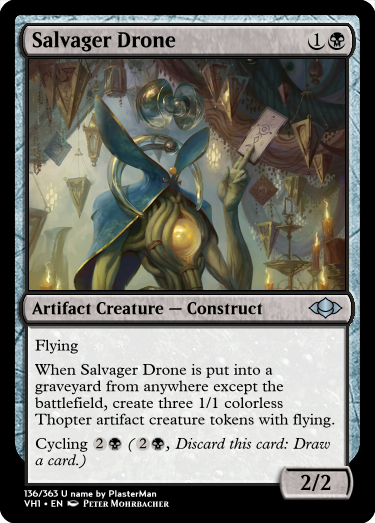 Salvager Drone 1
Artifact Creature — Construct
Flying
When Salvager Drone is put into a
graveyard from anywhere except the
battlefield, create three 1/1 colorless
Thopter artifact creature tokens with flying.
Cycling 2 ( 2 , Discard this card: Draw
a card.)
2/2
136/363 U name by PlasterMan
VH1 • EN Peter Mohrbacher